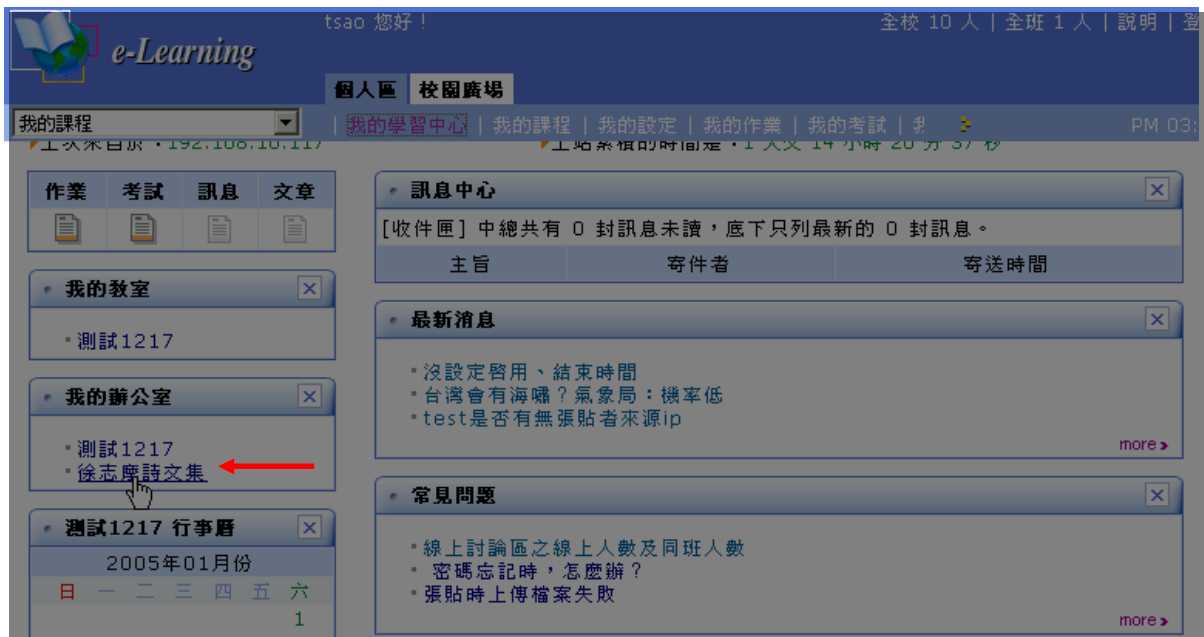 tsao 您好！
全校 10 人 | 全班 1 人 | 說明 | 登
e-Learning
個人區 校園廣場
我的課程
| 我的學習中心 | 我的課程 | 我的設定 | 我的作業 | 我的考試 |
PM 03:
上次來自於：192.168.10.117
上站累積的時間是：1 天又 14 小時 20 分 37 秒
作業 考試 訊息 文章
我的教室
測試1217
我的辦公室
測試1217
徐志摩詩文集
測試1217 行事曆
2005年01月份
日 一 二 三 四 五 六
1
訊息中心
[收件匣] 中總共有 0 封訊息未讀，底下只列最新的 0 封訊息。
主旨 寄件者 寄送時間
最新消息
沒設定啓用、結束時間
台灣會有海嘯？氣象局：機率低
test是否有無張貼者來源ip
more
常見問題
線上討論區之線上人數及同班人數
密碼忘記時，怎麼辦？
張貼時上傳檔案失敗
more